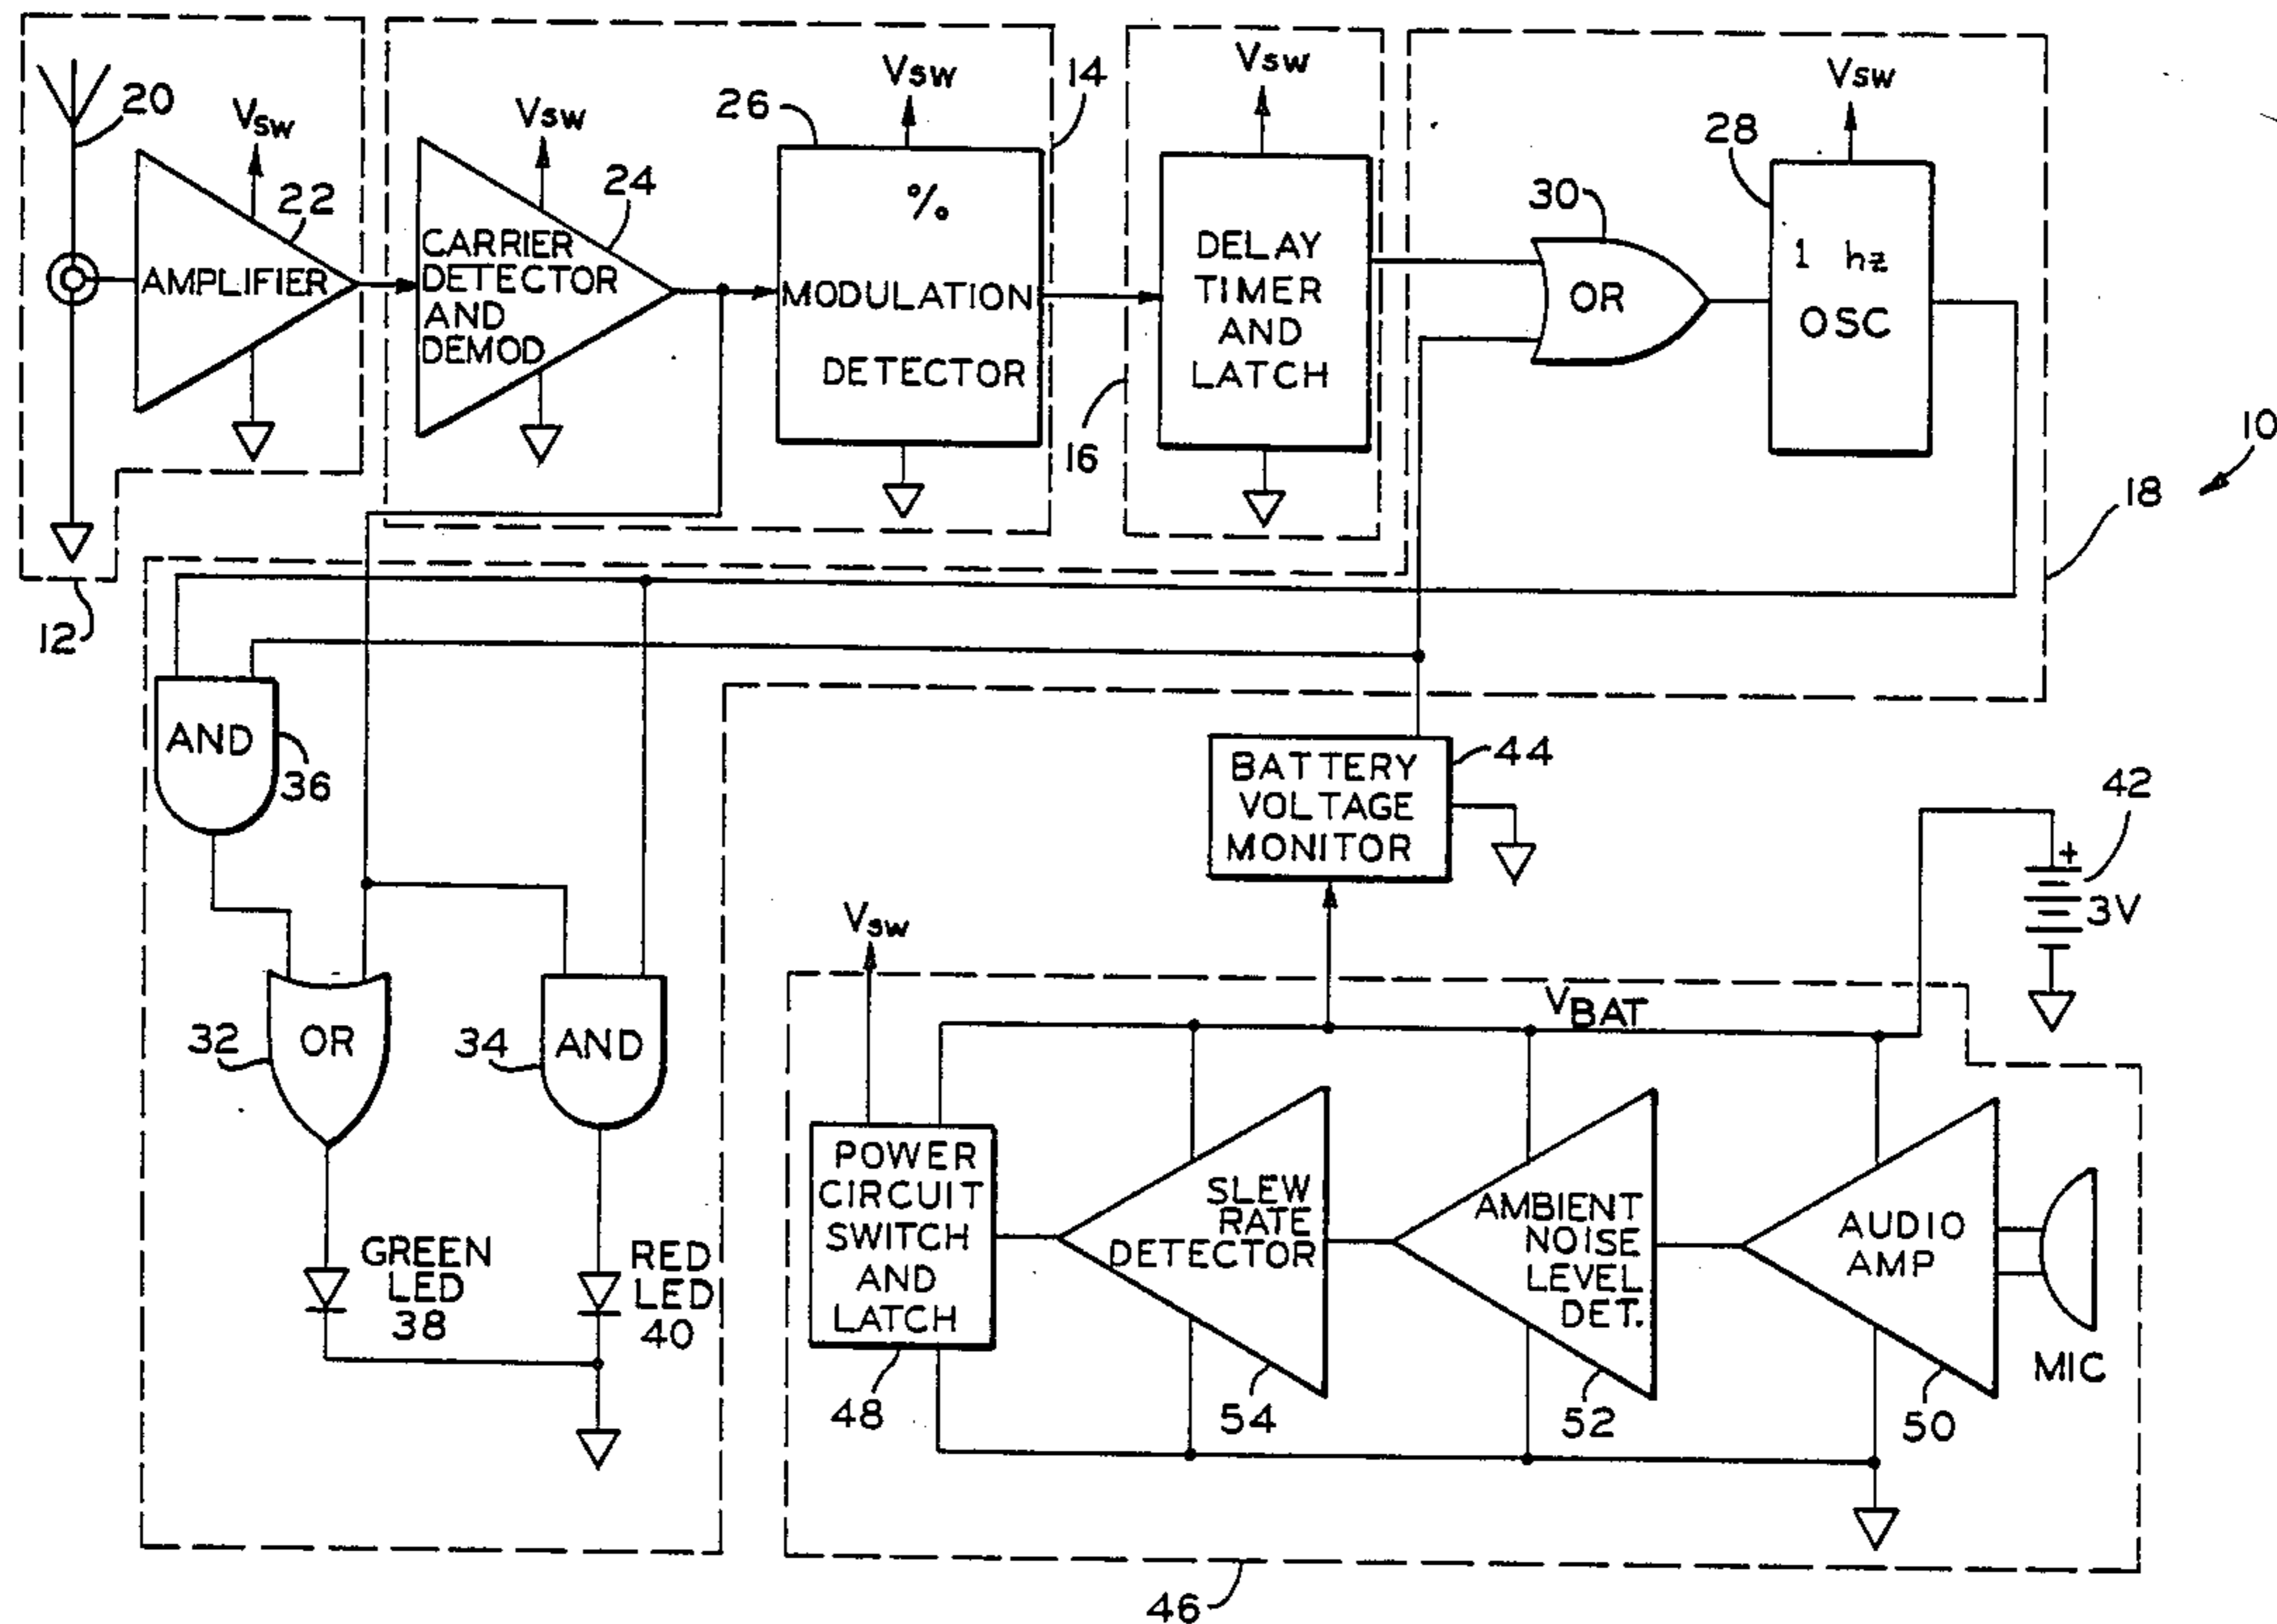 20
Vsw
22
AMPLIFIER
12
Vsw
24
CARRIER
DETECTOR
AND
DEMOD
26
Vsw
%
MODULATION
DETECTOR
14
Vsw
DELAY
TIMER
AND
LATCH
16
30
OR
28
Vsw
1 hz
OSC
10
18
AND
36
OR
32
AND
34
GREEN
LED
38
RED
LED
40
BATTERY
VOLTAGE
MONITOR
44
42
+
3V
Vsw
VBAT
POWER
CIRCUIT
SWITCH
AND
LATCH
48
SLEW
RATE
DETECTOR
54
AMBIENT
NOISE
LEVEL
DET.
52
AUDIO
AMP
50
MIC
46